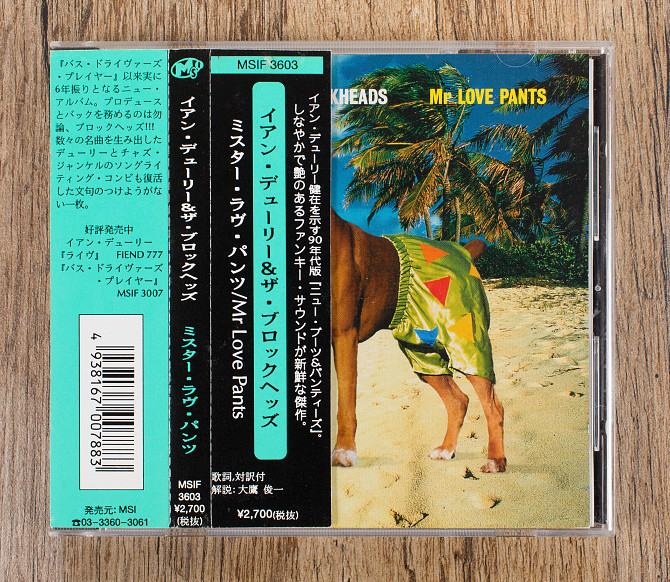 『バス・ドライヴァーズ
・プレイヤー』以来実に
6年振りとなるニュー・
アルバム。プロデュース
とバックを務めるのは勿
論、ブロックヘッズ!!!
数々の名曲を生み出した
デューリーとチャズ・
ジャンケルのソングラ
イティング・コンビも復活
した文句のつけようがな
い一枚。
好評発売中
イアン・デューリー
『ライヴ』 FIEND 777
『バス・ドライヴァーズ
・プレイヤー』
MSIF 3007
4 938167 007883
発売元: MSI
☎03-3360-3061
イアン・デューリー&ザ・ブロックヘッズ
ミスター・ラヴ・パンツ
MSIF
3603
¥2,700
(税抜)
MSIF 3603
イアン・デューリー&ザ・ブロックヘッズ
ミスター・ラヴ・パンツ//Mr Love Pants
イアン・デューリー健在を示す90年代版「ニュー・ブーツ&パンティーズ」。
しなやかで艶のあるファンキー・サウンドが新鮮な傑作。
歌詞,対訳付
解説: 大鷹 俊一
¥2,700(税抜)
KHEADS Mr LOVE PANTS